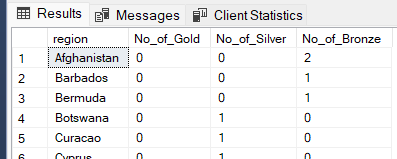 Results Messages Client Statistics
region No_of_Gold No_of_Silver No_of_Bronze
1 Afghanistan 0 0 2
2 Barbados 0 0 1
3 Bermuda 0 0 1
4 Botswana 0 1 0
5 Curacao 0 1 0
6 Cyprus 0 1 0